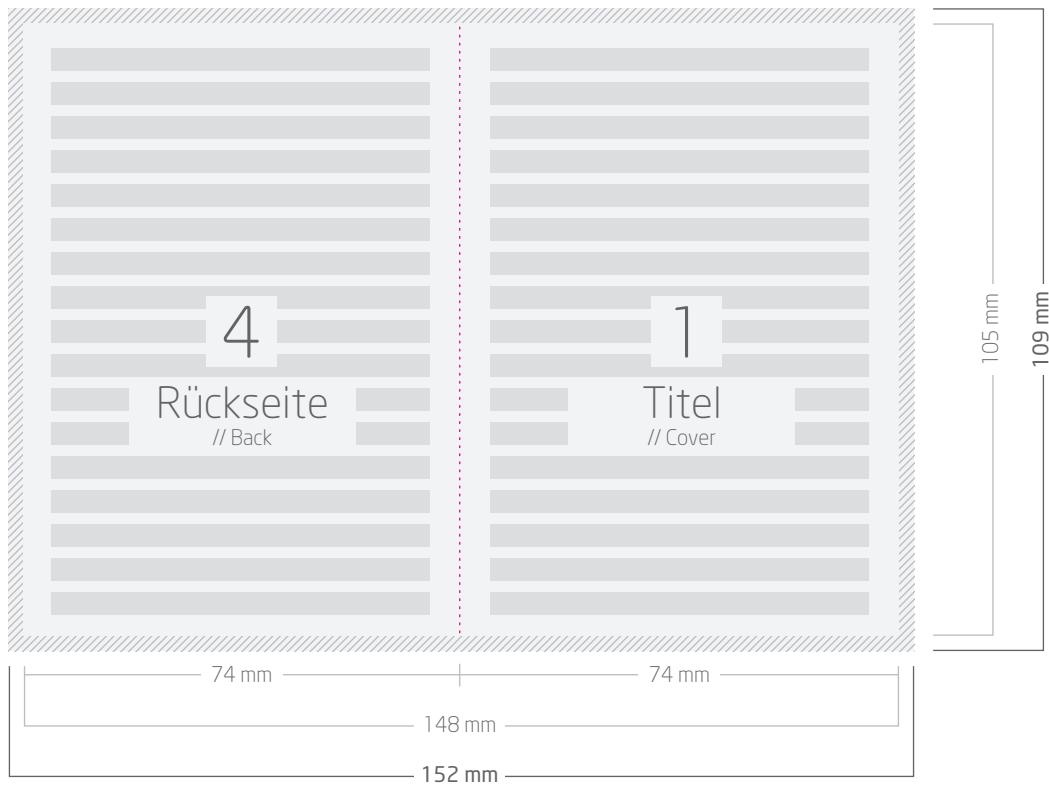 4
Rückseite
// Back
1
Titel
// Cover
105 mm
109 mm
74 mm
74 mm
148 mm
152 mm